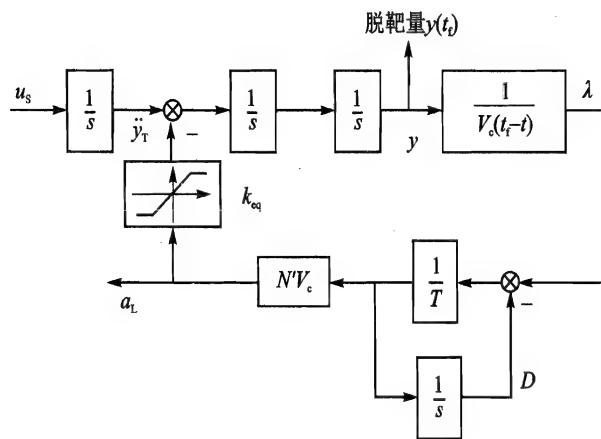 脱靶量y(t_f)
u_S
1/s
ÿ_T
−
1/s
1/s
y
1/(V_c(t_f−t))
λ
k_eq
a_L
N′V_c
1/T
−
1/s
D